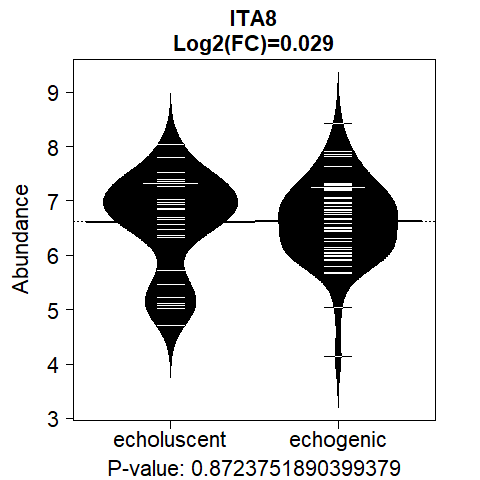 ITA8
Log2(FC)=0.029
Abundance
9
8
7
6
5
4
3
echoluscent echogenic
P-value: 0.8723751890399379